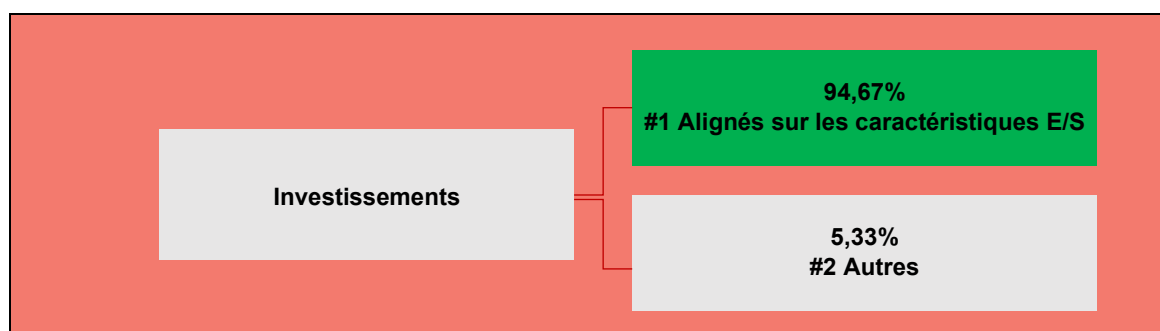 94,67%
#1 Alignés sur les caractéristiques E/S
Investissements
5,33%
#2 Autres